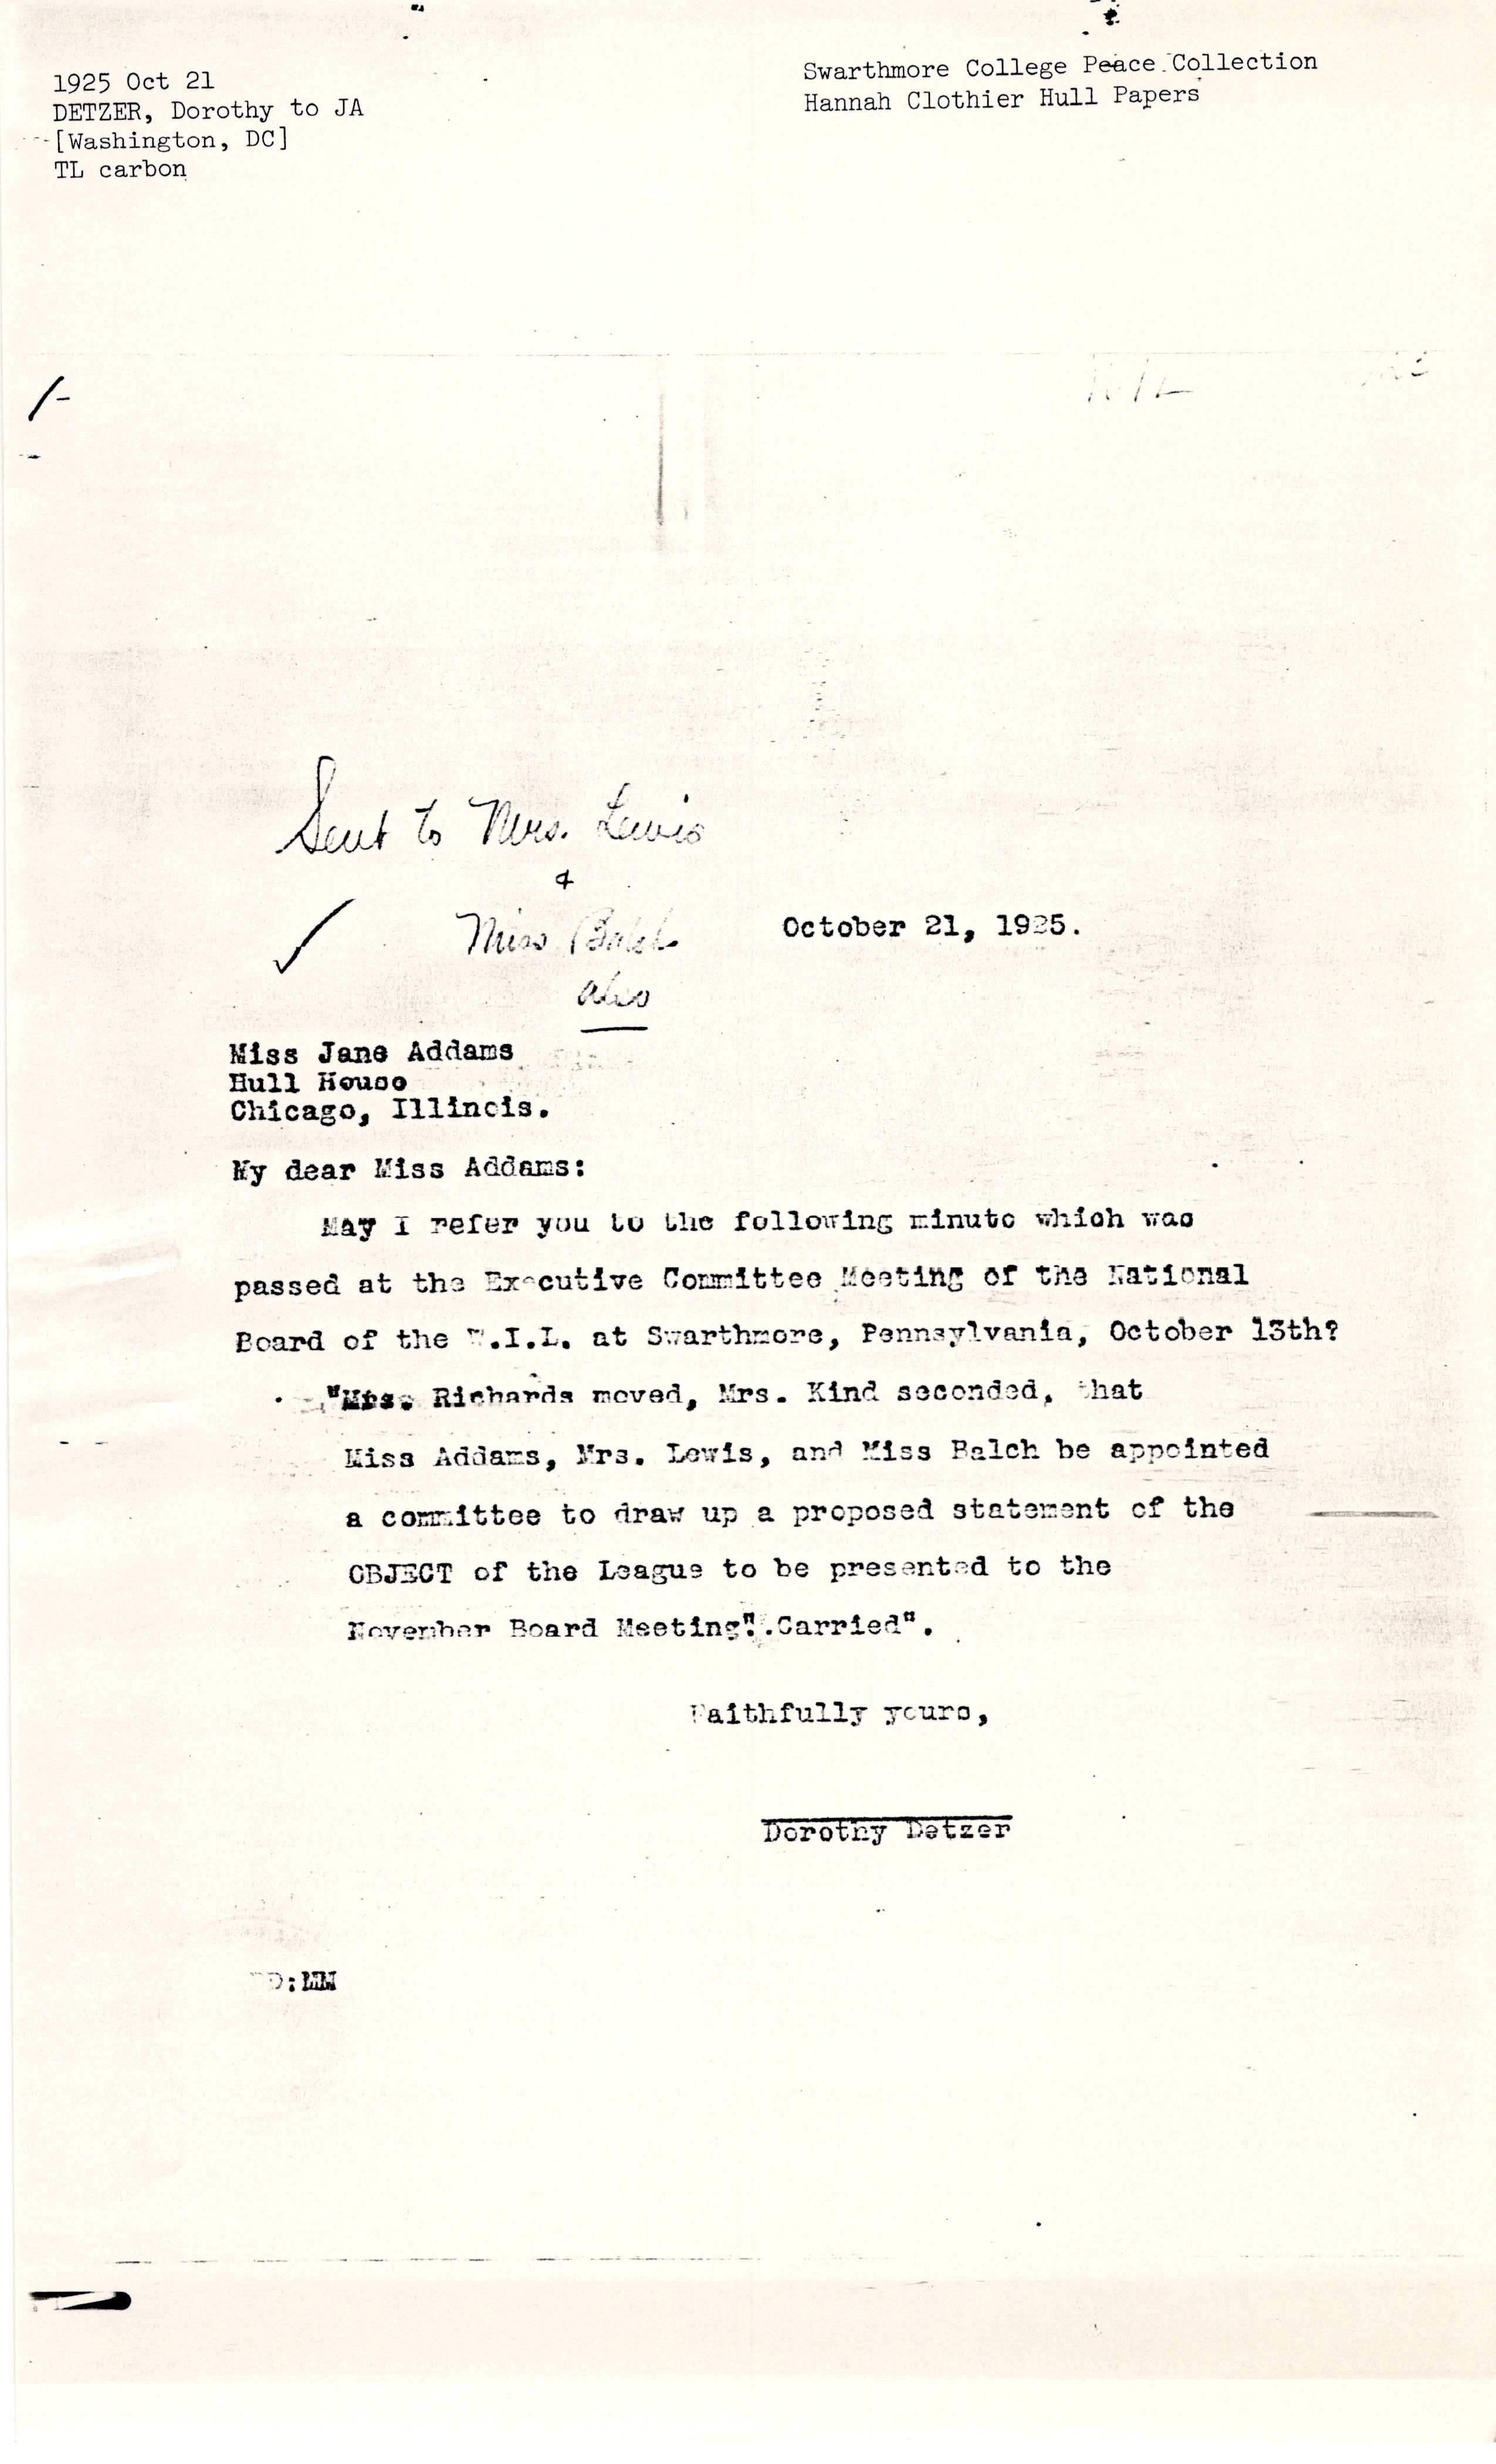 1925 Oct 21
DETZER, Dorothy to JA
[Washington, DC]
TL carbon
Swarthmore College Peace Collection
Hannah Clothier Hull Papers
Sent to Mrs. Lewis
&
Miss Balch
also
October 21, 1925.
Miss Jane Addams
Hull House
Chicago, Illinois.
My dear Miss Addams:
May I refer you to the following minute which was
passed at the Executive Committee Meeting of the National
Board of the W.I.L. at Swarthmore, Pennsylvania, October 13th?
"Mrs. Richards moved, Mrs. Kind seconded, that
Miss Addams, Mrs. Lewis, and Miss Balch be appointed
a committee to draw up a proposed statement of the
OBJECT of the League to be presented to the
November Board Meeting". Carried".
Faithfully yours,
Dorothy Detzer
D:MM